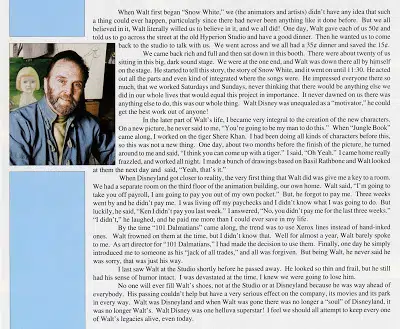 When Walt first began "Snow White," we (the animators and artists) didn't have any idea that such
a thing could ever happen, particularly since there had never been anything like it done before. But we all
believed in it, Walt literally willed us to believe in it, and we all did! One day, Walt gave each of us 50¢ and
told us to go across the street at the old Hyperion Studio and have a good dinner. Then he wanted us to come
back to the studio to talk with us. We went across and we all had a 35¢ dinner and saved the 15¢.
We came back rich and full and then sat down in this booth. There were about twenty of us
sitting in this big, dark sound stage. We were at the one end, and Walt was down there all by himself
on the stage. He started to tell this story, the story of Snow White, and it went on until 11:30. He acted
out all the parts and even kind of integrated where the songs were. He impressed everyone there so
much, that we worked Saturdays and Sundays, never thinking that there would be anything else we
did in our whole lives that would equal this project in importance. It never dawned on us there was
anything else to do, this was our whole thing. Walt Disney was unequaled as a "motivator," he could
get the best work out of anyone!
In the later part of Walt's life, I became very integral to the creation of the new characters.
On a new picture, he never said to me, "You're going to be my man to do this." When "Jungle Book"
came along, I worked on the tiger Shere Khan. I had been doing all kinds of characters before this,
so this was not a new thing. One day, about two months before the finish of the picture, he turned
around to me and said, "I think you can come up with a tiger." I said, "Oh Yeah." I came home really
frazzled, and worked all night. I made a bunch of drawings based on Basil Rathbone and Walt looked
at them the next day and said, "Yeah, that's it."
When Disneyland got closer to reality, the very first thing that Walt did was give me a key to a room.
We had a separate room on the third floor of the animation building, our own home. Walt said, "I'm going to
take you off payroll, I am going to pay you out of my own pocket". But, he forgot to pay me. Three weeks
went by and he didn't pay me. I was living off my paychecks and I didn't know what I was going to do. But
luckily, he said, "Ken I didn't pay you last week." I answered, "No, you didn't pay me for the last three weeks."
"I didn't," he laughed, and he paid me more than I could ever save in my life.
By the time "101 Dalmatians" came along, the trend was to use Xerox lines instead of hand-inked
ones. Walt frowned on them at the time, but I didn't know that. Well for almost a year, Walt barely spoke
to me. As art director for "101 Dalmatians," I had made the decision to use them. Finally, one day he simply
introduced me to someone as his "jack of all trades," and all was forgiven. But being Walt, he never said he
was sorry, that was just his way.
I last saw Walt at the Studio shortly before he passed away. He looked so thin and frail, but he still
had his sense of humor intact. I was devastated at the time, I knew we were going to lose him.
No one will ever fill Walt's shoes, not at the Studio or at Disneyland because he was way ahead of
everybody. His passing couldn't help but have a very serious effect on the company, its movies and its park
in every way. Walt was Disneyland and when Walt was gone there was no longer a "soul" of Disneyland, it
was no longer Walt's. Walt Disney was one hellova superstar! I feel we should all attempt to keep every one
of Walt's legacies alive, even today.